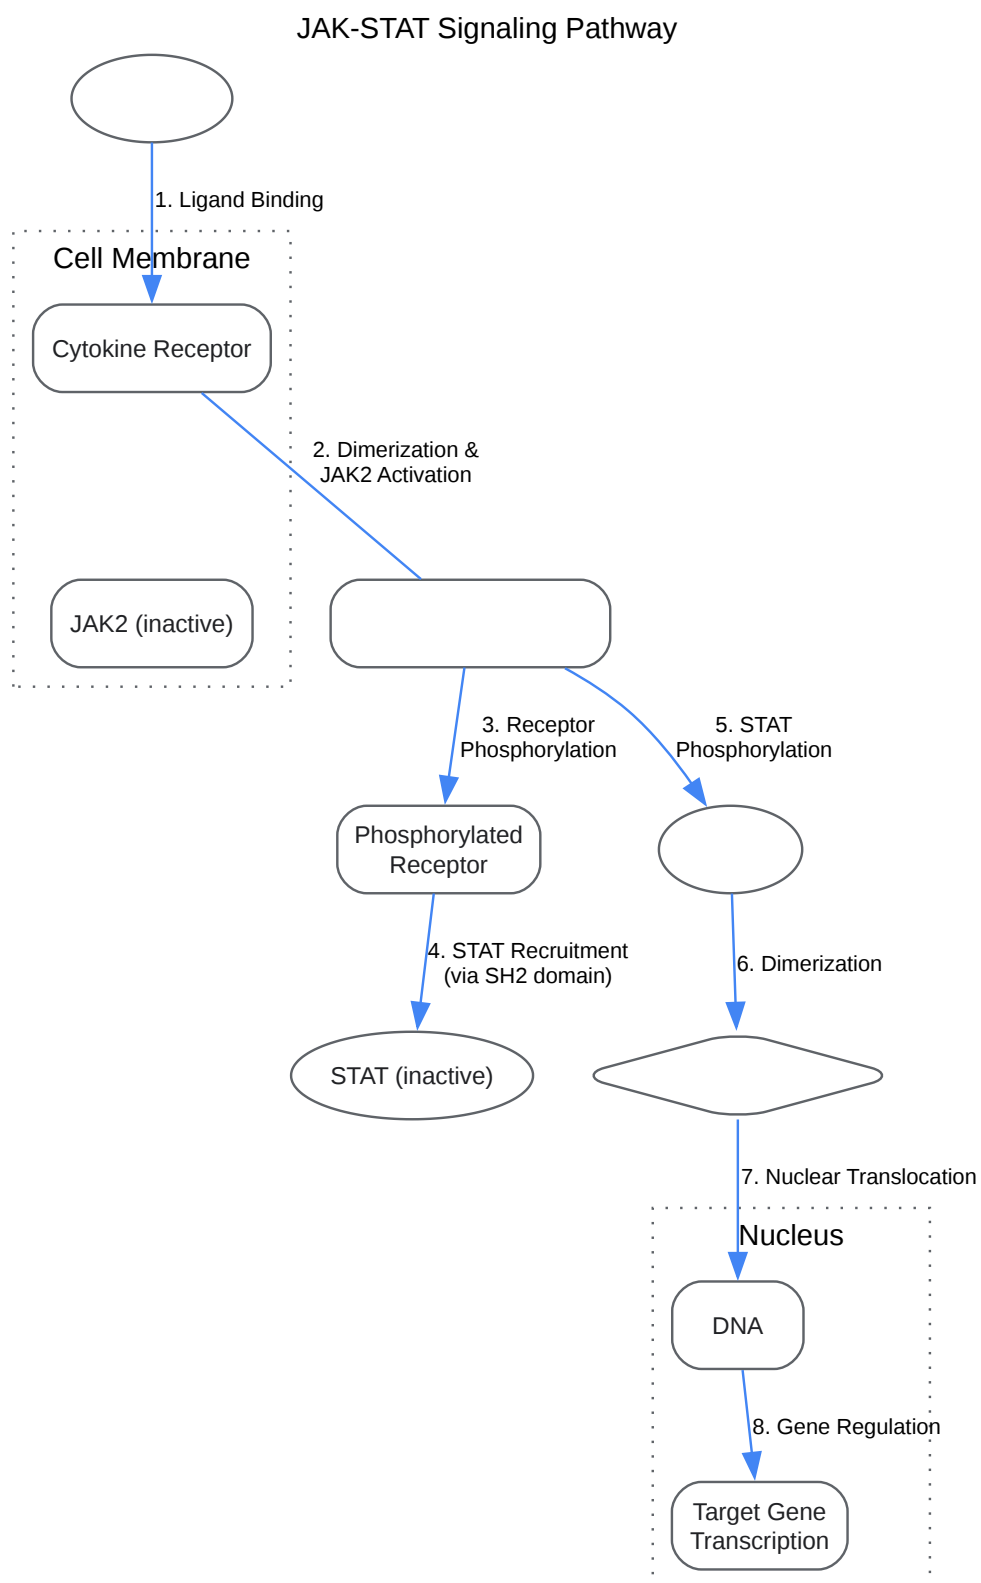 JAK-STAT Signaling Pathway
1. Ligand Binding
Cell Membrane
Cytokine Receptor
2. Dimerization &
JAK2 Activation
JAK2 (inactive)
3. Receptor
Phosphorylation
5. STAT
Phosphorylation
Phosphorylated
Receptor
4. STAT Recruitment
(via SH2 domain)
6. Dimerization
STAT (inactive)
7. Nuclear Translocation
Nucleus
DNA
8. Gene Regulation
Target Gene
Transcription